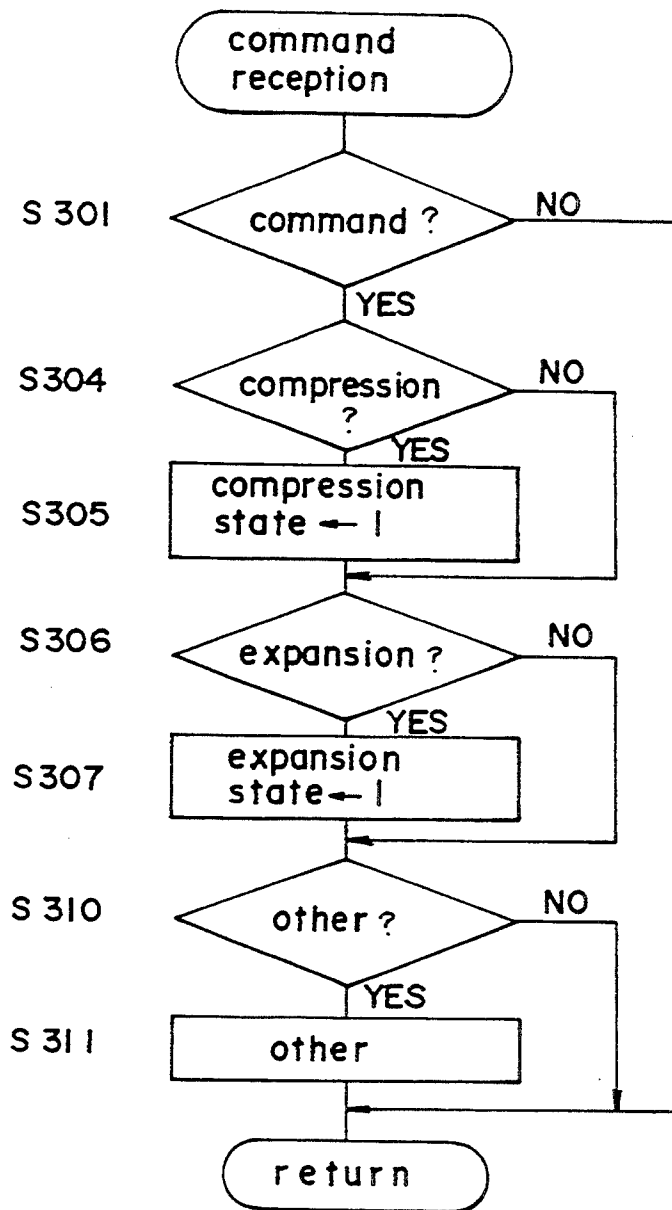 command
reception
S 301
command ?
NO
YES
S304
compression
?
NO
YES
S305
compression
state ← 1
S306
expansion ?
NO
YES
S307
expansion
state ← 1
S 310
other ?
NO
YES
S 311
other
return